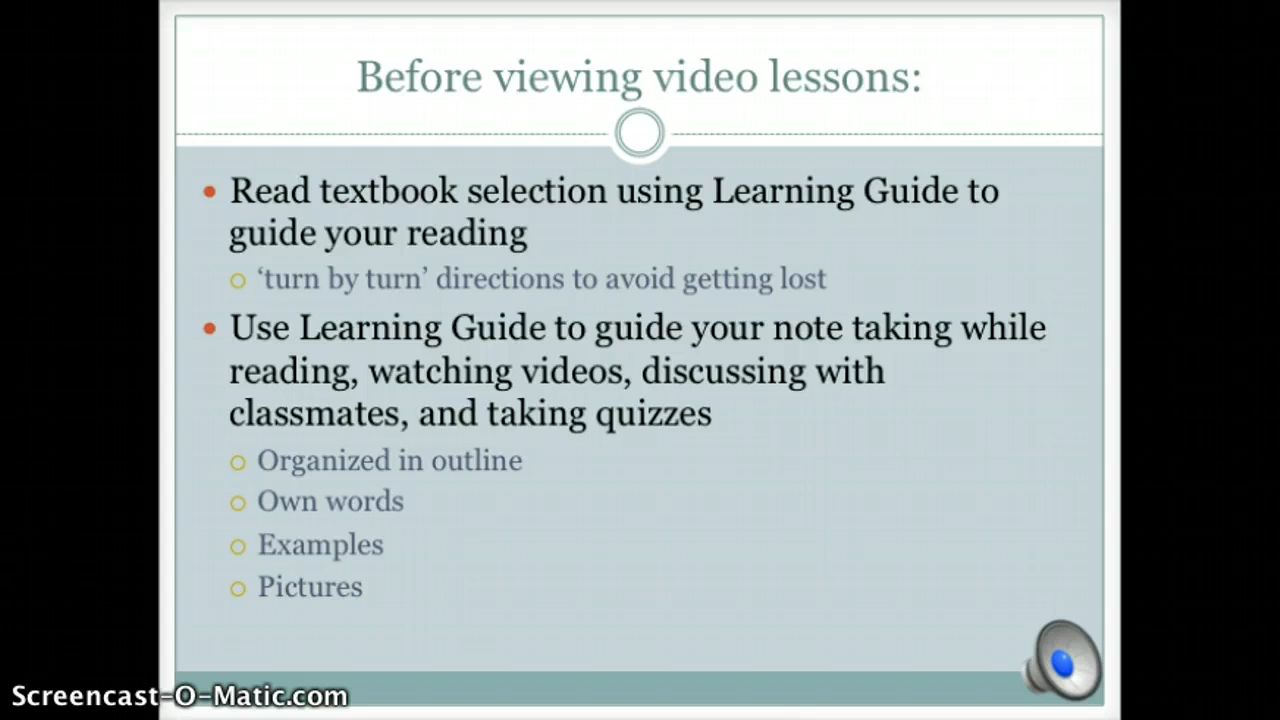 Before viewing video lessons:
Read textbook selection using Learning Guide to
guide your reading
‘turn by turn’ directions to avoid getting lost
Use Learning Guide to guide your note taking while
reading, watching videos, discussing with
classmates, and taking quizzes
Organized in outline
Own words
Examples
Pictures
Screencast-O-Matic.com